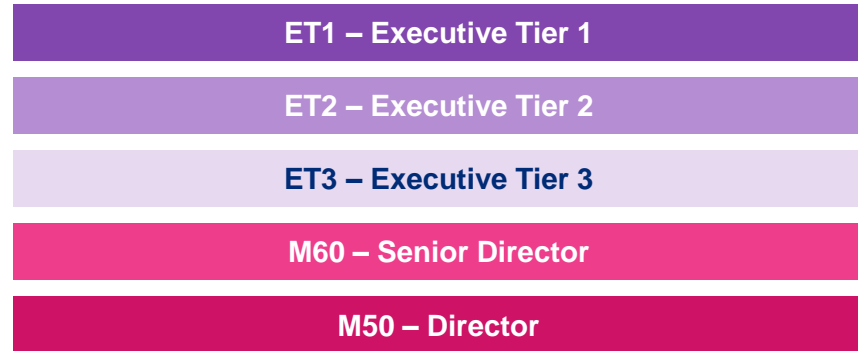 ET1 – Executive Tier 1
ET2 – Executive Tier 2
ET3 – Executive Tier 3
M60 – Senior Director
M50 – Director